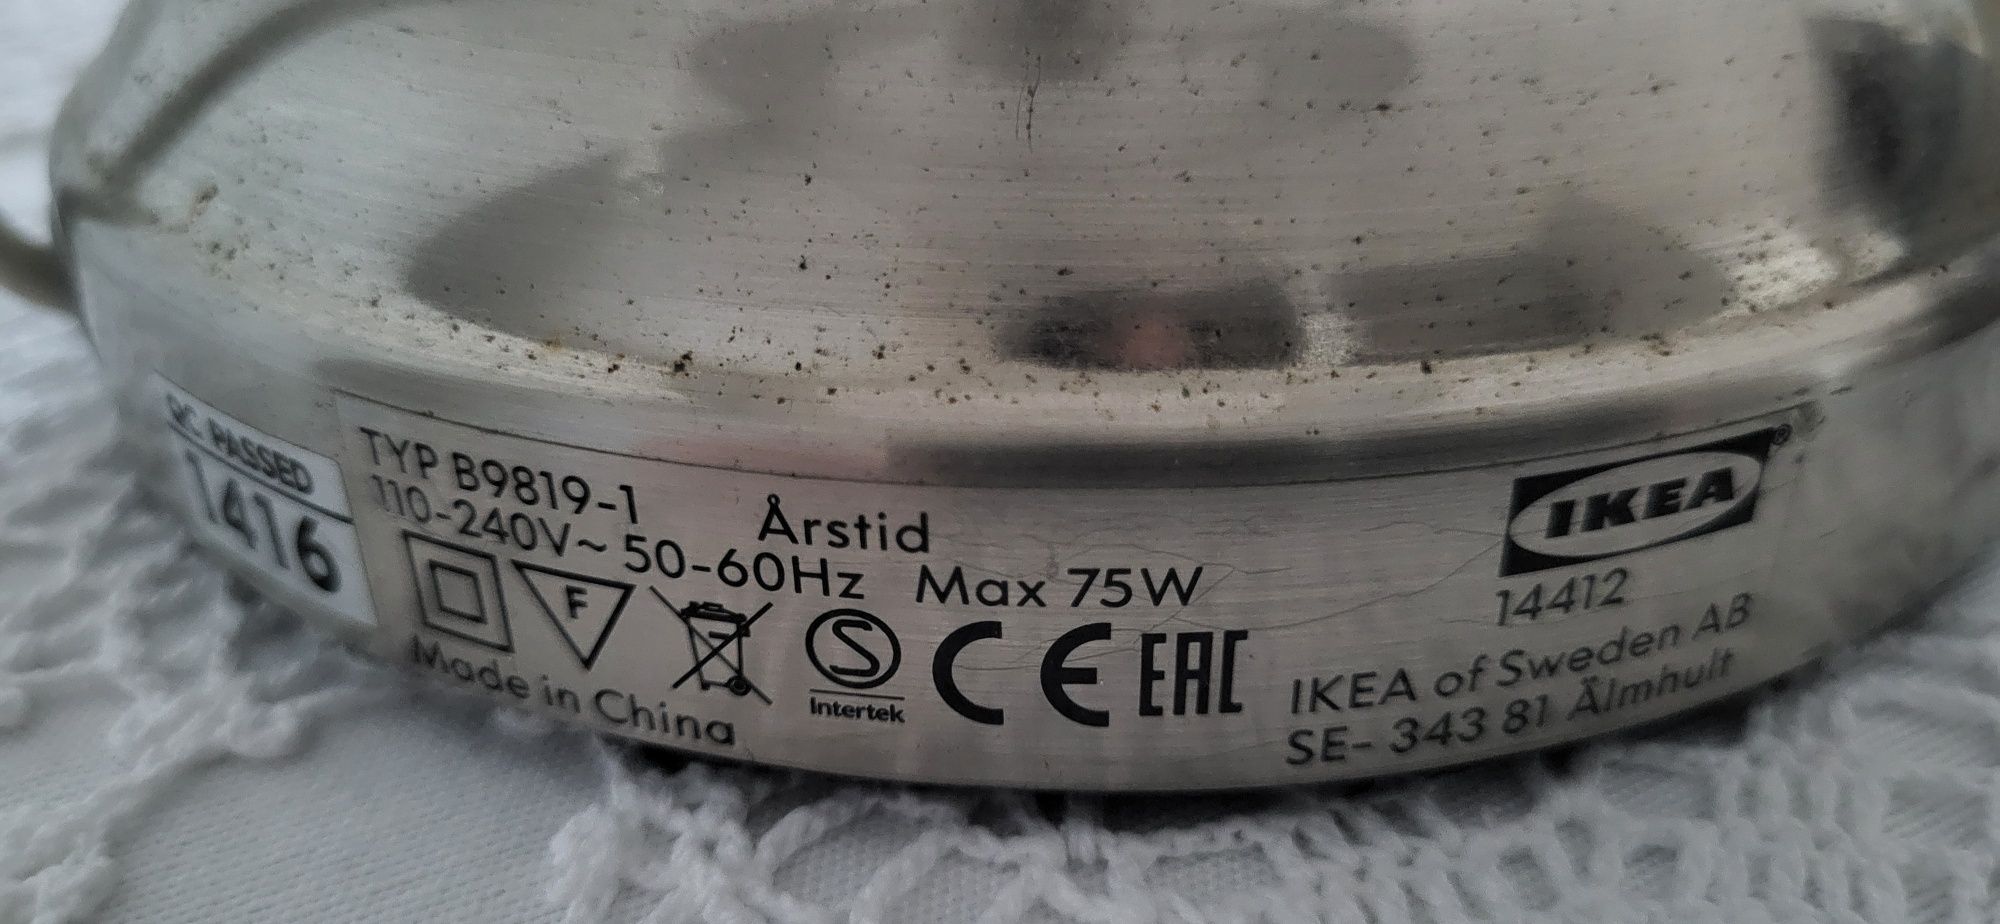 QC PASSED
1416
TYP B9819-1
Årstid
110-240V~ 50-60Hz Max 75W
F
Intertek
CE EAC
Made in China
IKEA®
14412
IKEA of Sweden AB
SE- 343 81 Älmhult